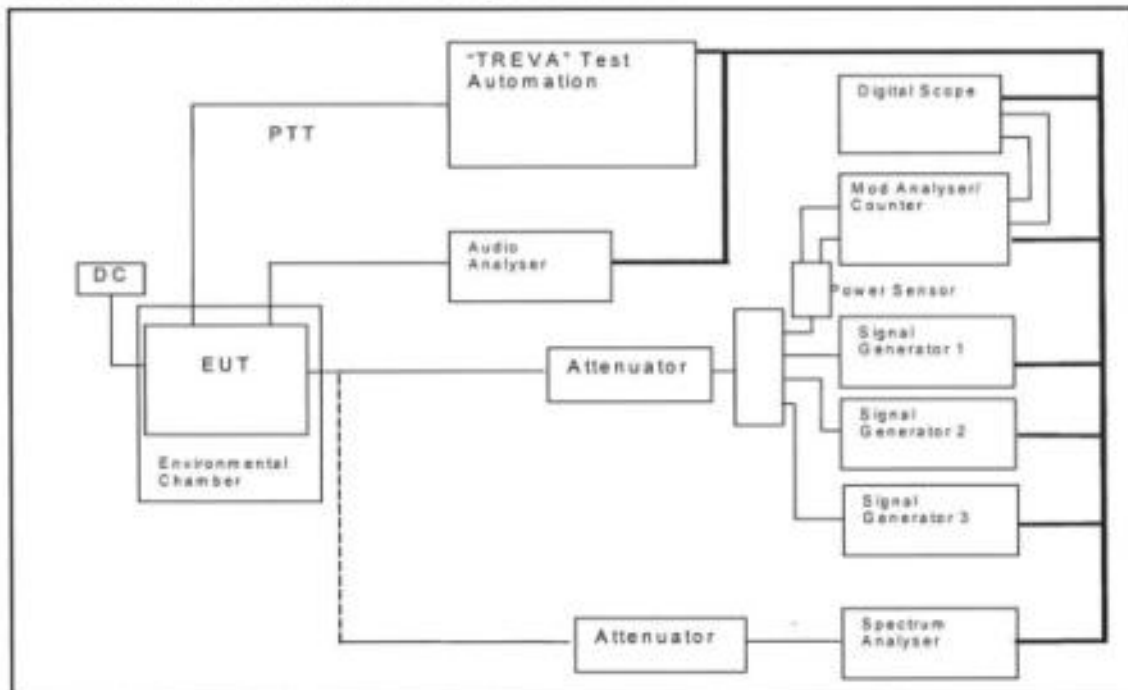 "TREVA" Test
Automation
Digital Scope
PTT
Mod Analyser/
Counter
Audio
Analyser
DC
Power Sensor
EUT
Attenuator
Signal
Generator 1
Signal
Generator 2
Environmental
Chamber
Signal
Generator 3
Attenuator
Spectrum
Analyser